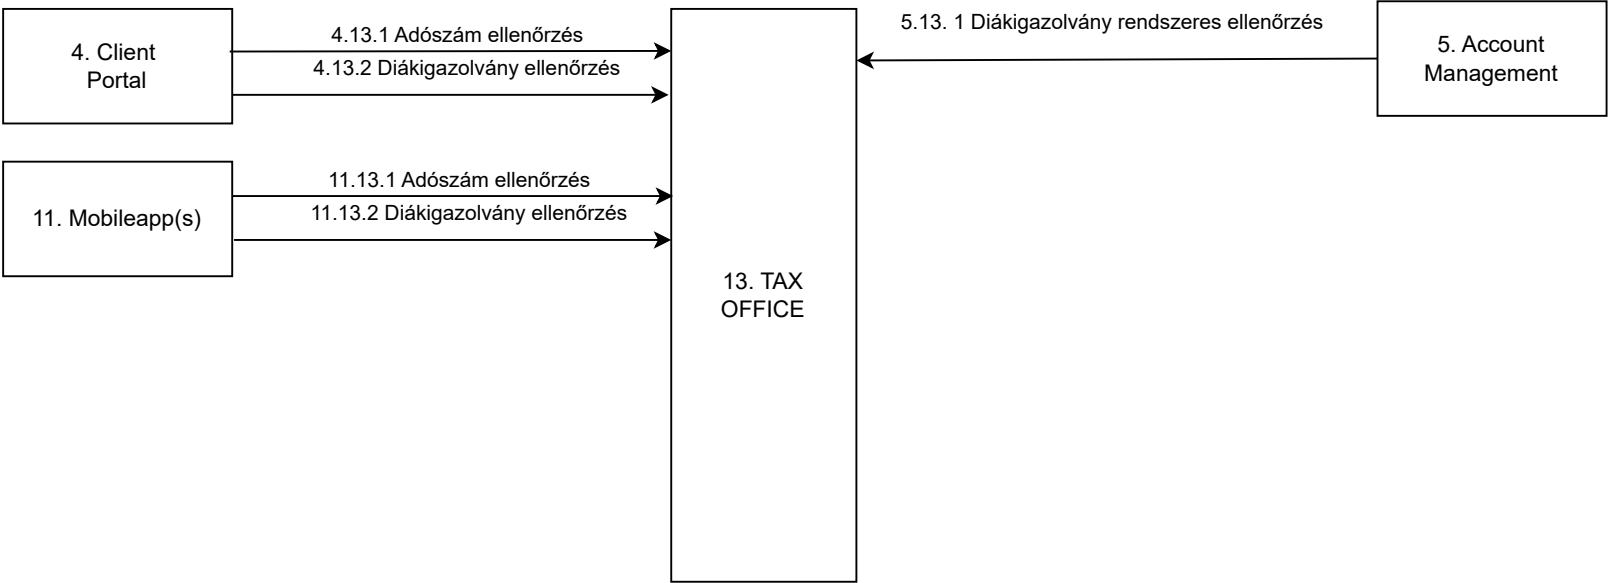 4. Client
Portal
4.13.1 Adószám ellenőrzés
4.13.2 Diákigazolvány ellenőrzés
11. Mobileapp(s)
11.13.1 Adószám ellenőrzés
11.13.2 Diákigazolvány ellenőrzés
13. TAX
OFFICE
5.13. 1 Diákigazolvány rendszeres ellenőrzés
5. Account
Management